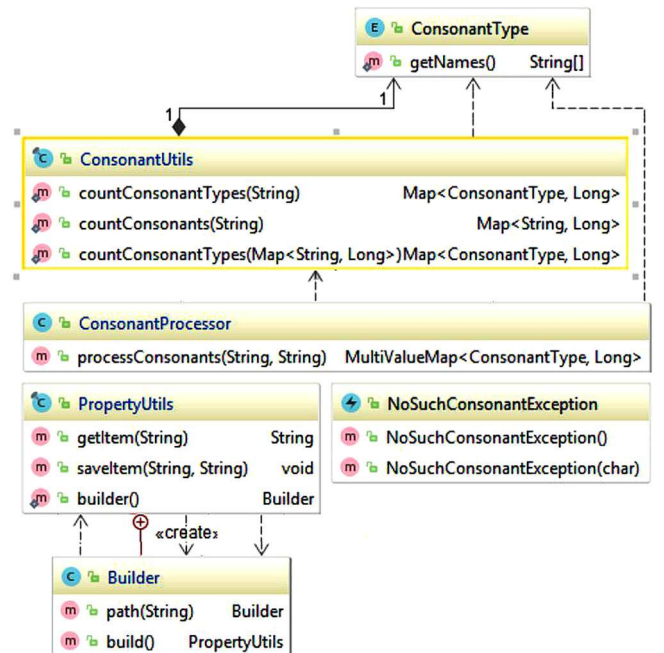 ConsonantType
getNames() String[]
1
1
ConsonantUtils
countConsonantTypes(String) Map<ConsonantType, Long>
countConsonants(String) Map<String, Long>
countConsonantTypes(Map<String, Long>) Map<ConsonantType, Long>
ConsonantProcessor
processConsonants(String, String) MultiValueMap<ConsonantType, Long>
PropertyUtils
getItem(String) String
saveItem(String, String) void
builder() Builder
NoSuchConsonantException
NoSuchConsonantException()
NoSuchConsonantException(char)
«create»
Builder
path(String) Builder
build() PropertyUtils